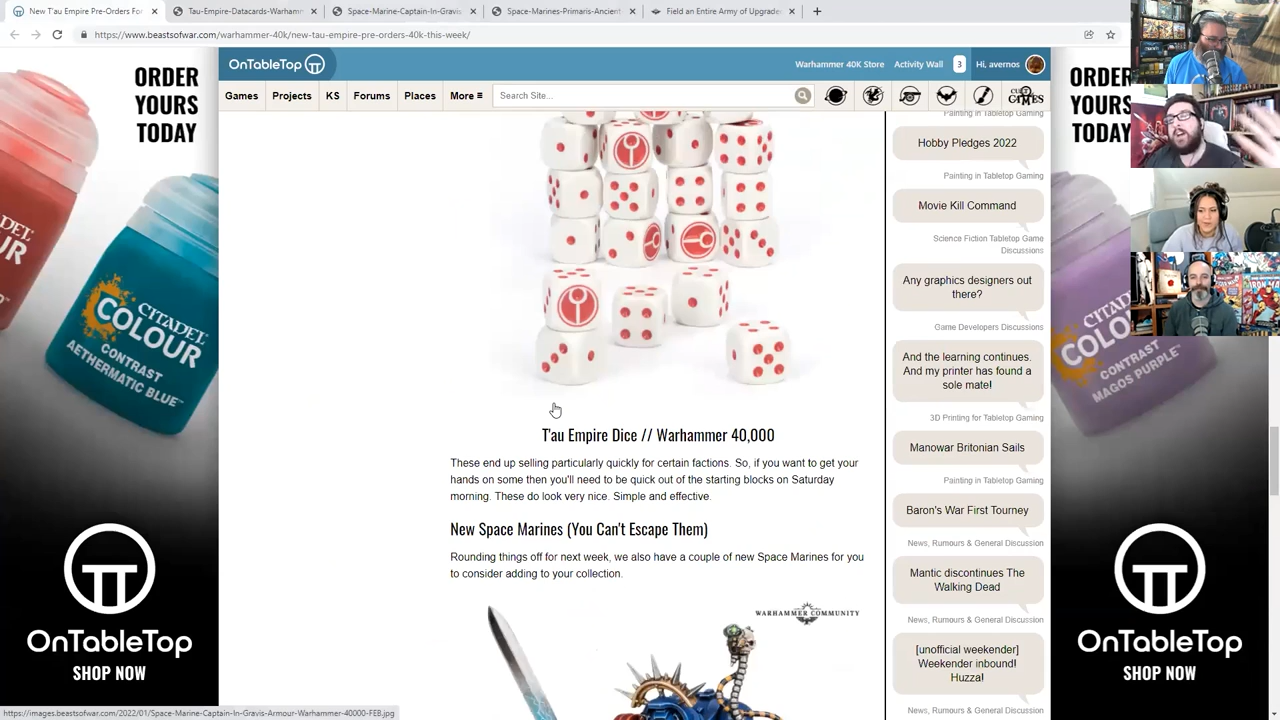 New T'au Empire Pre-Orders For
Tau-Empire-Datacards-Warham
Space-Marine-Captain-In-Gravis
Space-Marines-Primaris-Ancient
Field an Entire Army of Upgrade
https://www.beastsofwar.com/warhammer-40k/new-tau-empire-pre-orders-40k-this-week/
OnTableTop
Warhammer 40K Store
Activity Wall
3
Hi, avernos
Games
Projects
KS
Forums
Places
More
Search Site...
GAMES
ORDER
YOURS
TODAY
CITADEL
COLOUR
CONTRAST
AETHERMATIC BLUE
OnTableTop
SHOP NOW
T'au Empire Dice // Warhammer 40,000
These end up selling particularly quickly for certain factions. So, if you want to get your
hands on some then you'll need to be quick out of the starting blocks on Saturday
morning. These do look very nice. Simple and effective.
New Space Marines (You Can't Escape Them)
Rounding things off for next week, we also have a couple of new Space Marines for you
to consider adding to your collection.
WARHAMMER COMMUNITY
Painting in Tabletop Gaming
Hobby Pledges 2022
Painting in Tabletop Gaming
Movie Kill Command
Science Fiction Tabletop Game
Discussions
Any graphics designers out
there?
Game Developers Discussions
And the learning continues.
And my printer has found a
sole mate!
3D Printing for Tabletop Gaming
Manowar Britonian Sails
Painting in Tabletop Gaming
Baron's War First Tourney
News, Rumours & General Discussion
Mantic discontinues The
Walking Dead
News, Rumours & General Discussion
[unofficial weekender]
Weekender inbound!
Huzza!
News, Rumours & General Discussion
ORDER
YOURS
TODAY
CITADEL
COLOUR
CONTRAST
MAGOS PURPLE
OnTableTop
SHOP NOW
https://images.beastsofwar.com/2022/01/Space-Marine-Captain-In-Gravis-Armour-Warhammer-40000-FEB.jpg